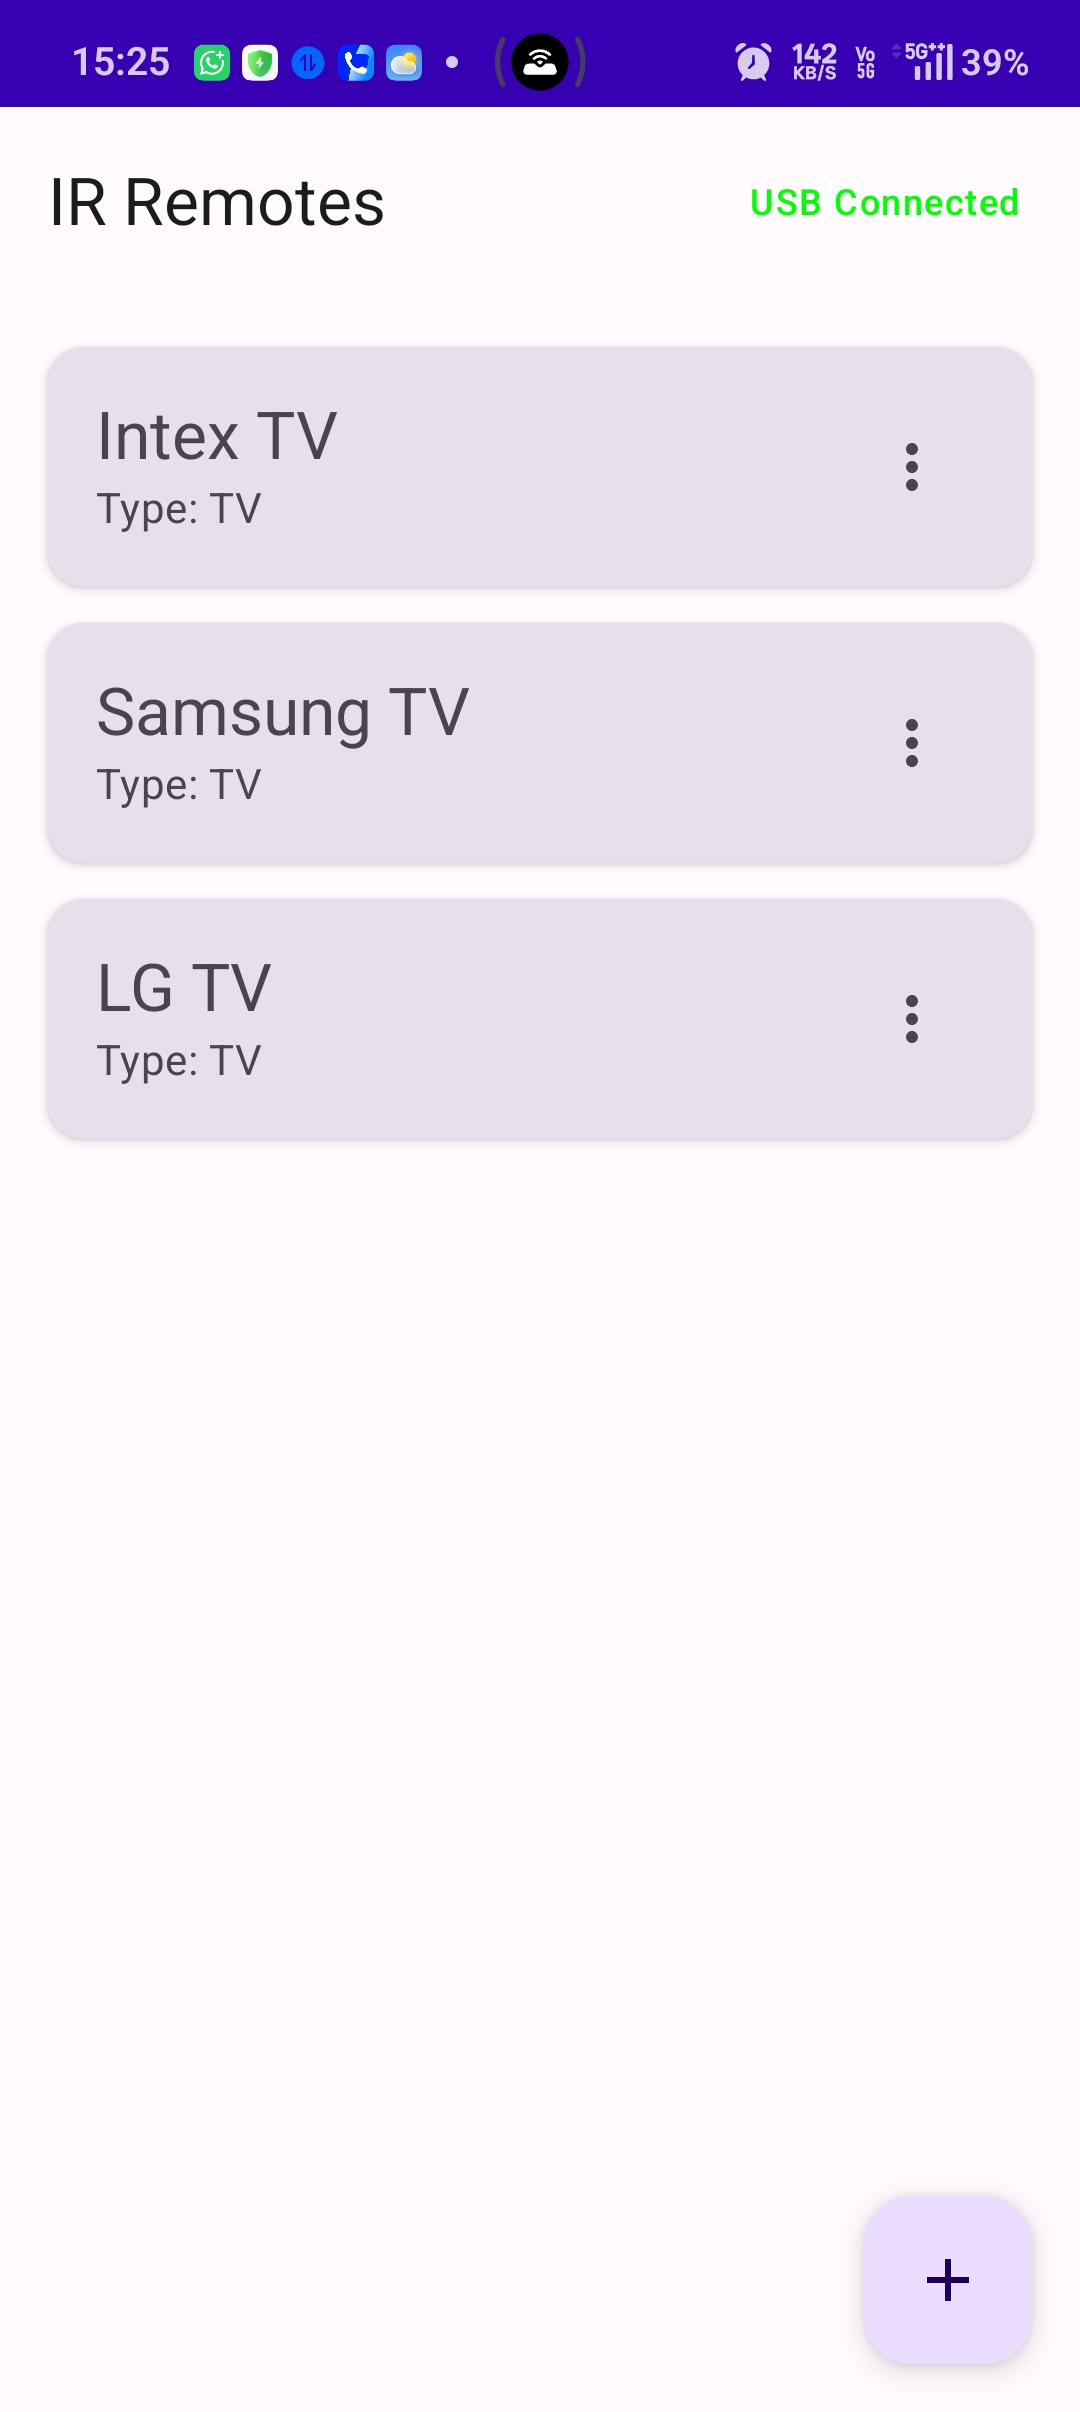 15:25 142 KB/S Vo 5G 5G++ 39%
IR Remotes
USB Connected
Intex TV
Type: TV
Samsung TV
Type: TV
LG TV
Type: TV